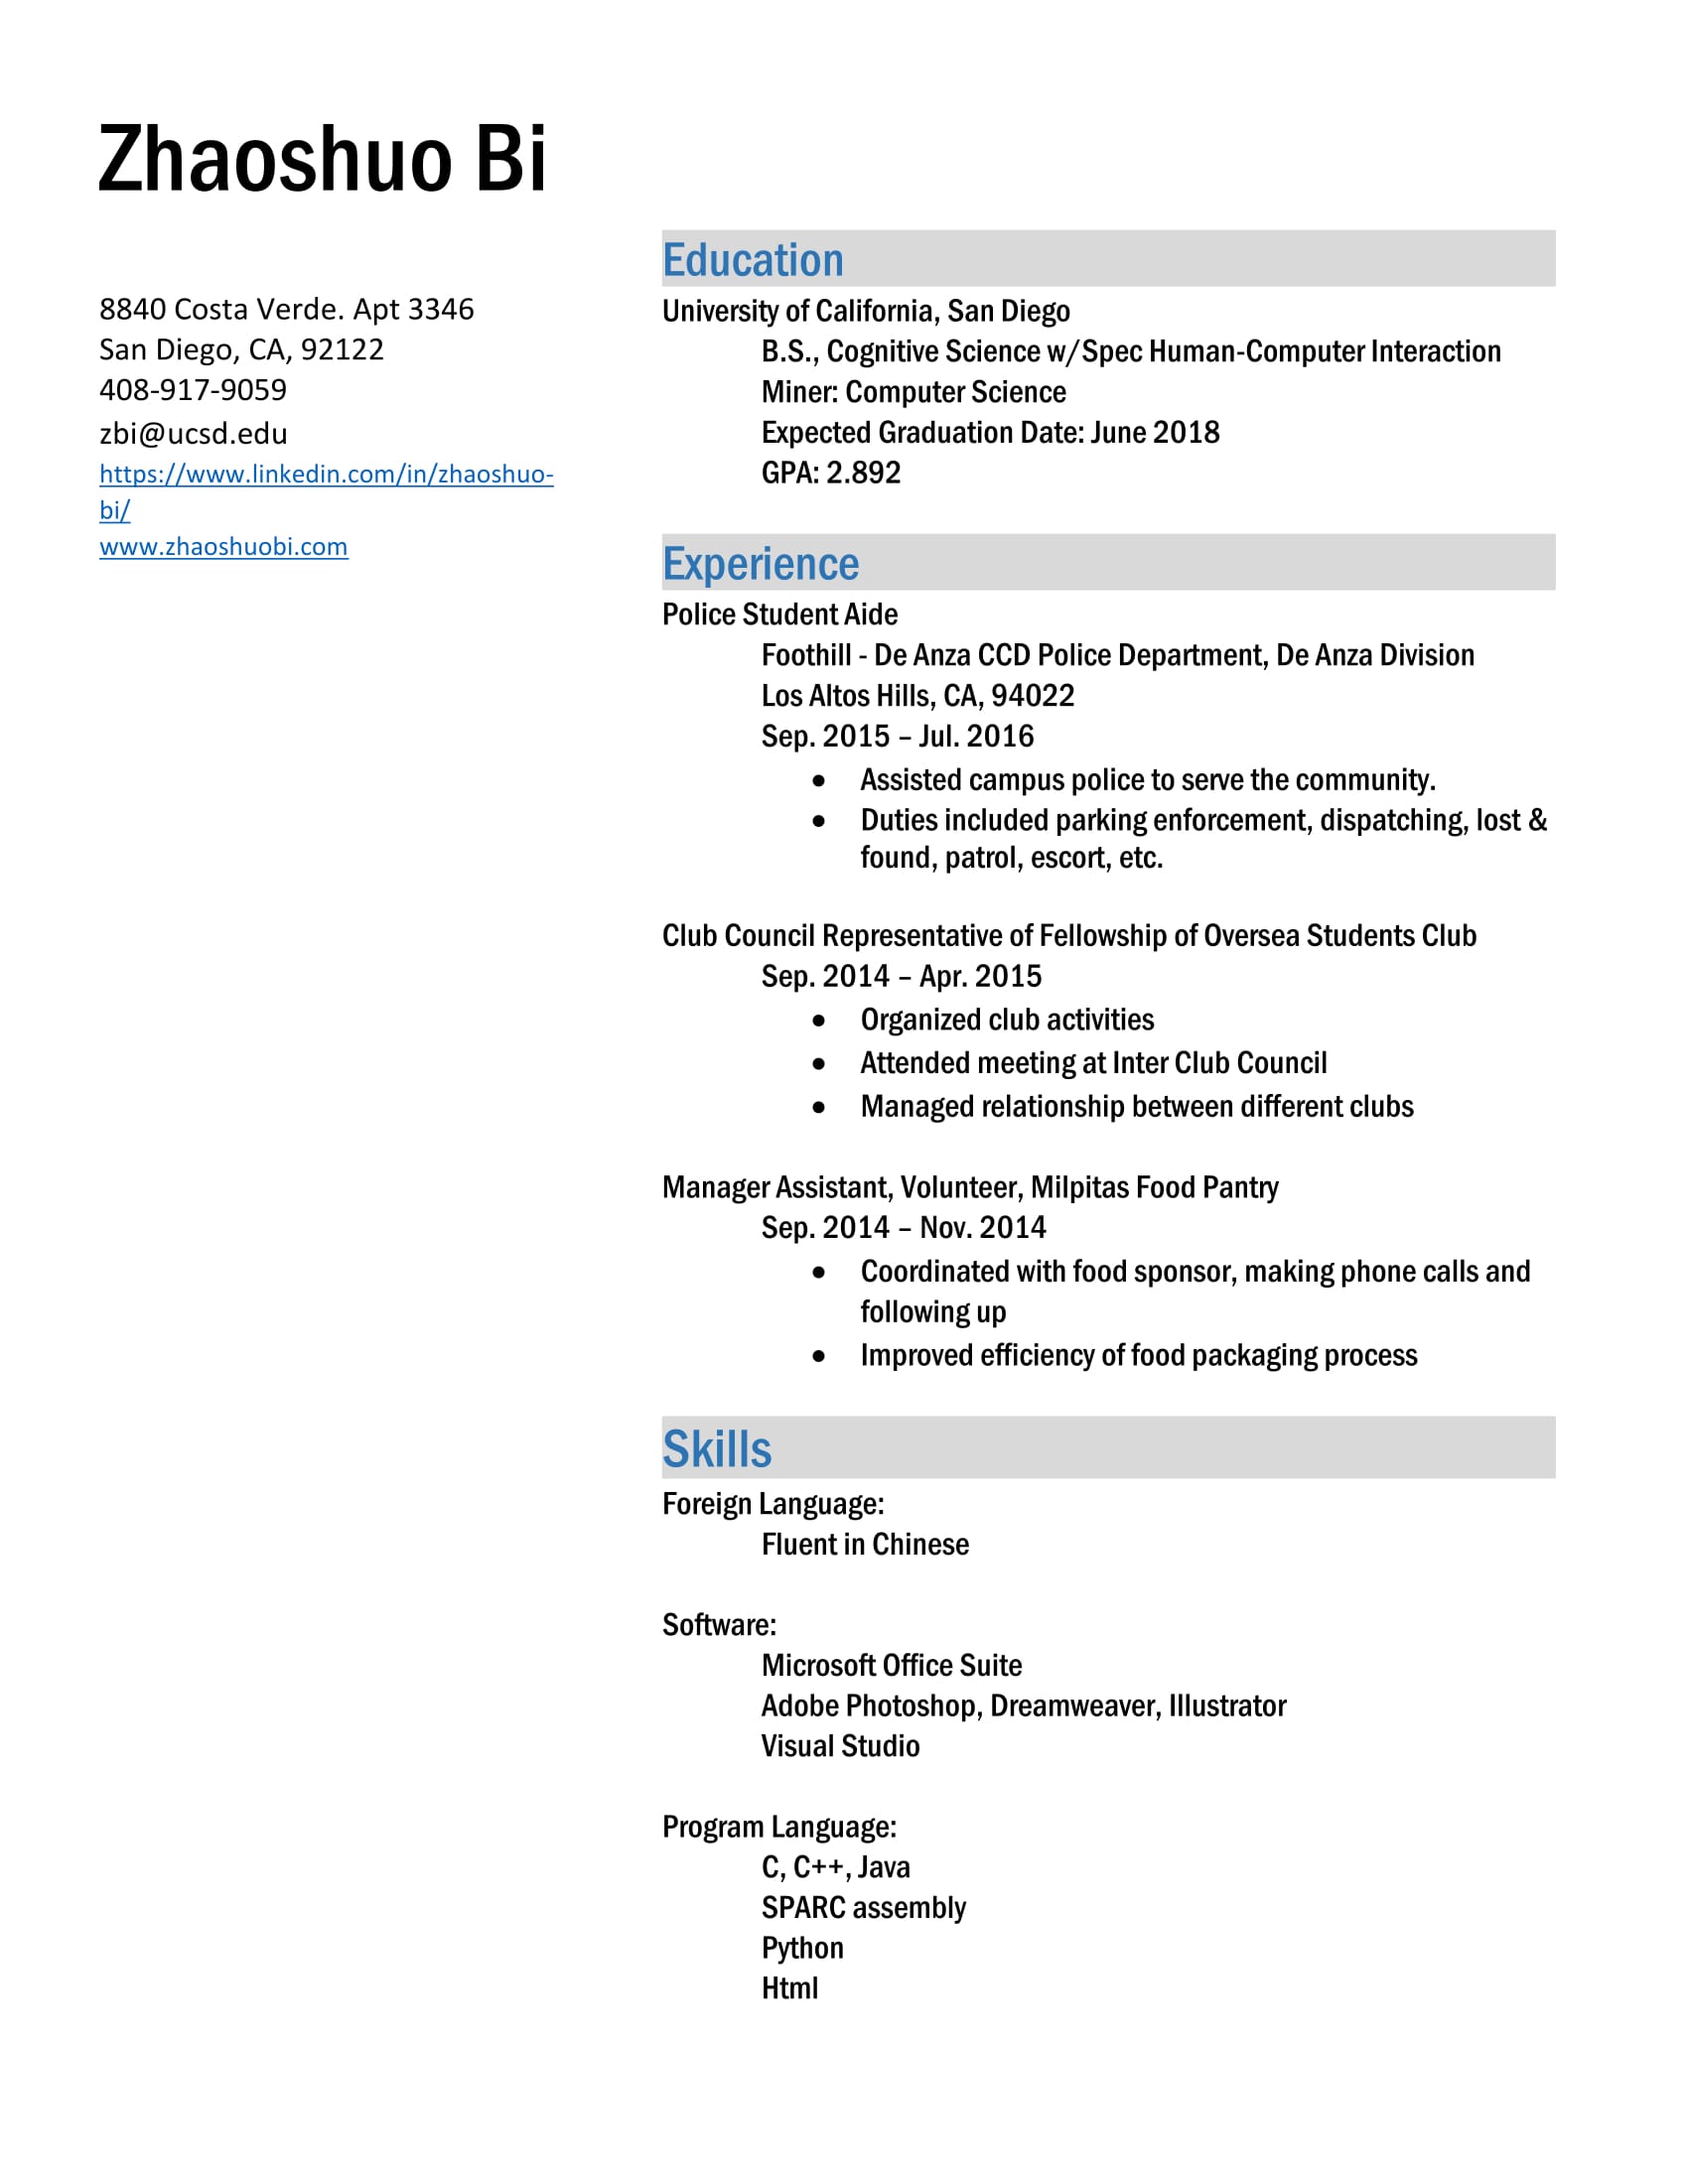 Zhaoshuo Bi
8840 Costa Verde. Apt 3346
San Diego, CA, 92122
408-917-9059
zbi@ucsd.edu
https://www.linkedin.com/in/zhaoshuo-
bi/
www.zhaoshuobi.com
Education
University of California, San Diego
B.S., Cognitive Science w/Spec Human-Computer Interaction
Miner: Computer Science
Expected Graduation Date: June 2018
GPA: 2.892
Experience
Police Student Aide
Foothill - De Anza CCD Police Department, De Anza Division
Los Altos Hills, CA, 94022
Sep. 2015 – Jul. 2016
• Assisted campus police to serve the community.
• Duties included parking enforcement, dispatching, lost &
found, patrol, escort, etc.
Club Council Representative of Fellowship of Oversea Students Club
Sep. 2014 – Apr. 2015
• Organized club activities
• Attended meeting at Inter Club Council
• Managed relationship between different clubs
Manager Assistant, Volunteer, Milpitas Food Pantry
Sep. 2014 – Nov. 2014
• Coordinated with food sponsor, making phone calls and
following up
• Improved efficiency of food packaging process
Skills
Foreign Language:
Fluent in Chinese
Software:
Microsoft Office Suite
Adobe Photoshop, Dreamweaver, Illustrator
Visual Studio
Program Language:
C, C++, Java
SPARC assembly
Python
Html